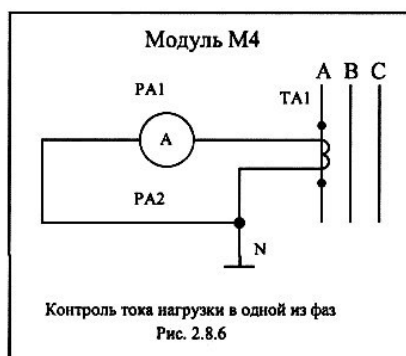 Модуль М4
A B C
PA1
TA1
A
PA2
N
Контроль тока нагрузки в одной из фаз
Рис. 2.8.6